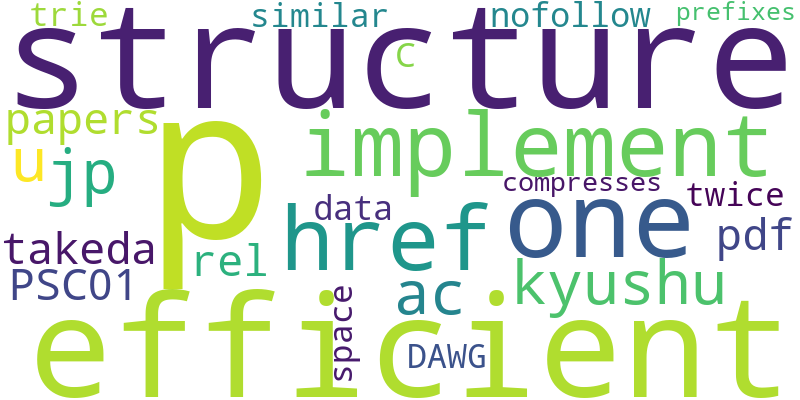 trie similar nofollow prefixes
structure
c
papers
p
implement
u jp
compresses
data twice
href one
takeda rel pdf
PSC01 ac kyushu
space
DAWG
efficient